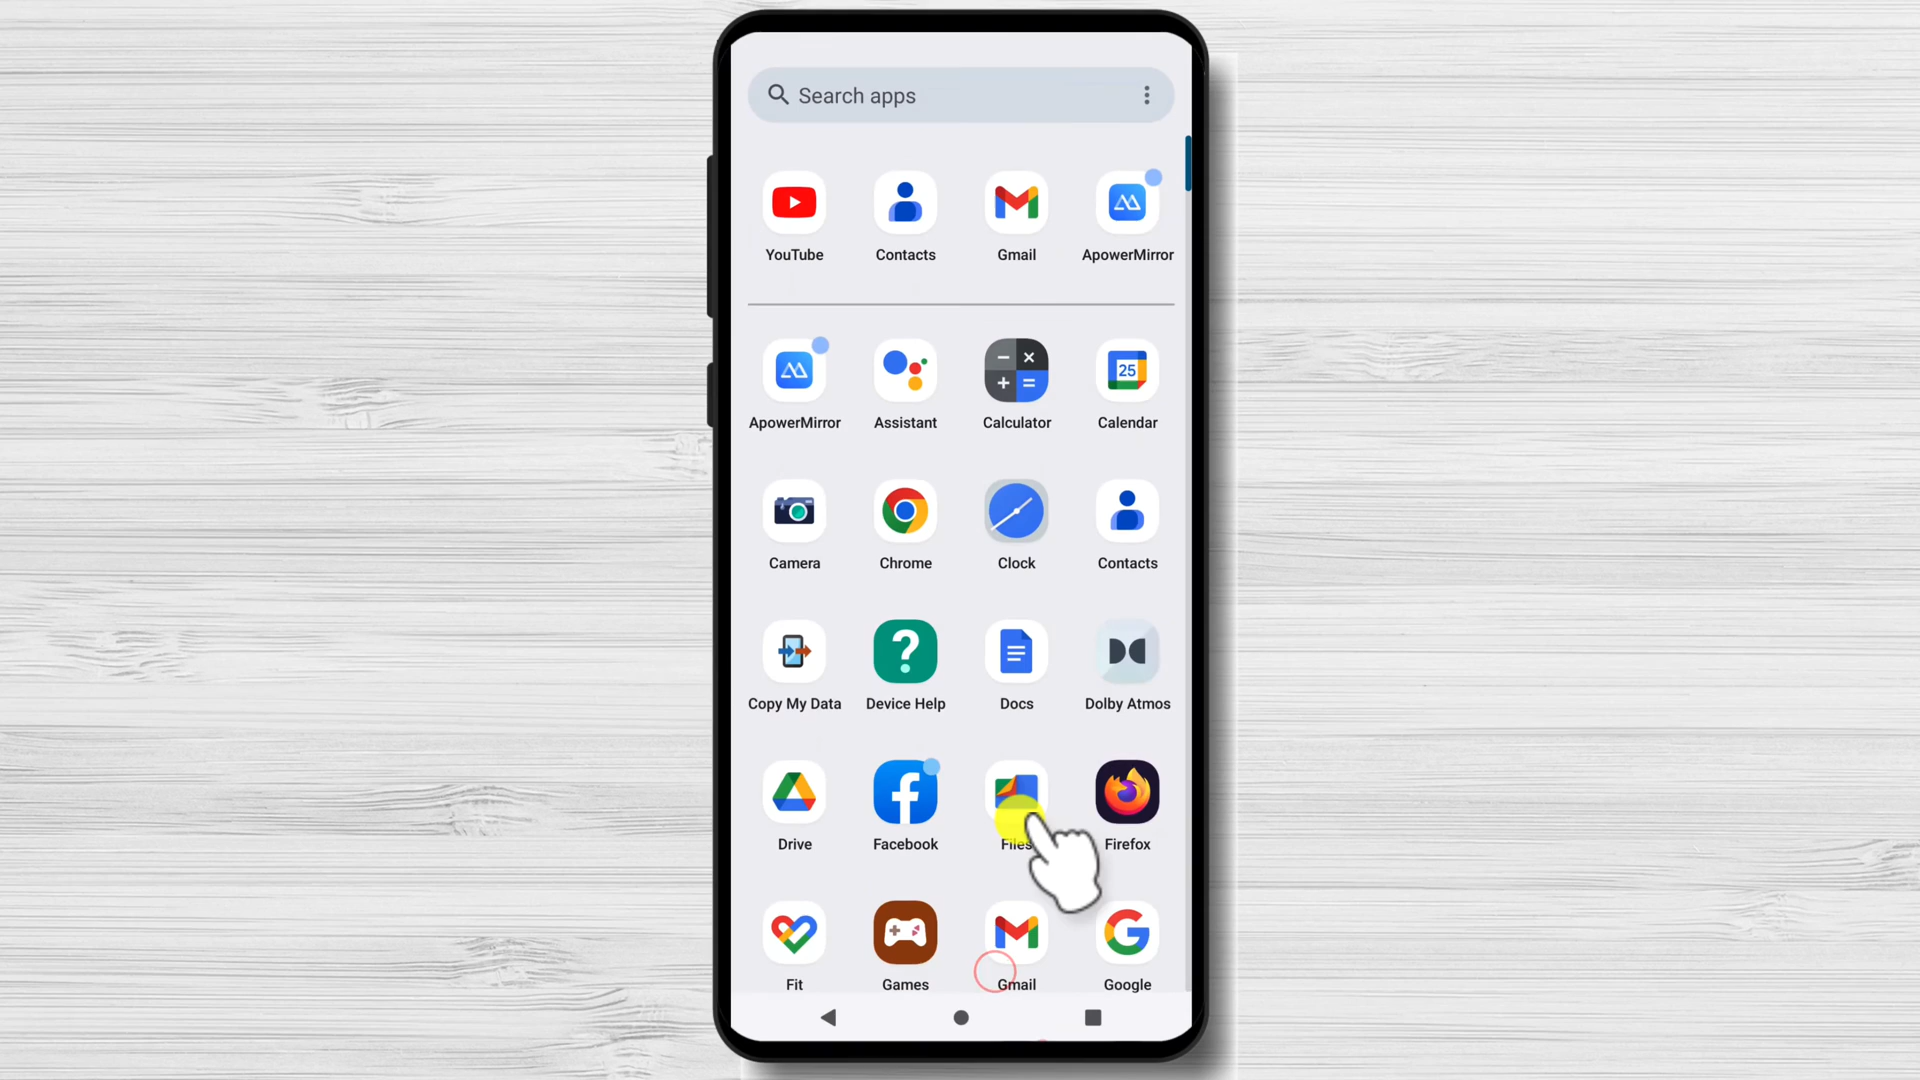 Search apps
YouTube Contacts Gmail ApowerMirror
ApowerMirror Assistant Calculator Calendar
25
Camera Chrome Clock Contacts
Copy My Data Device Help Docs Dolby Atmos
Drive Facebook Files Firefox
Fit Games Gmail Google